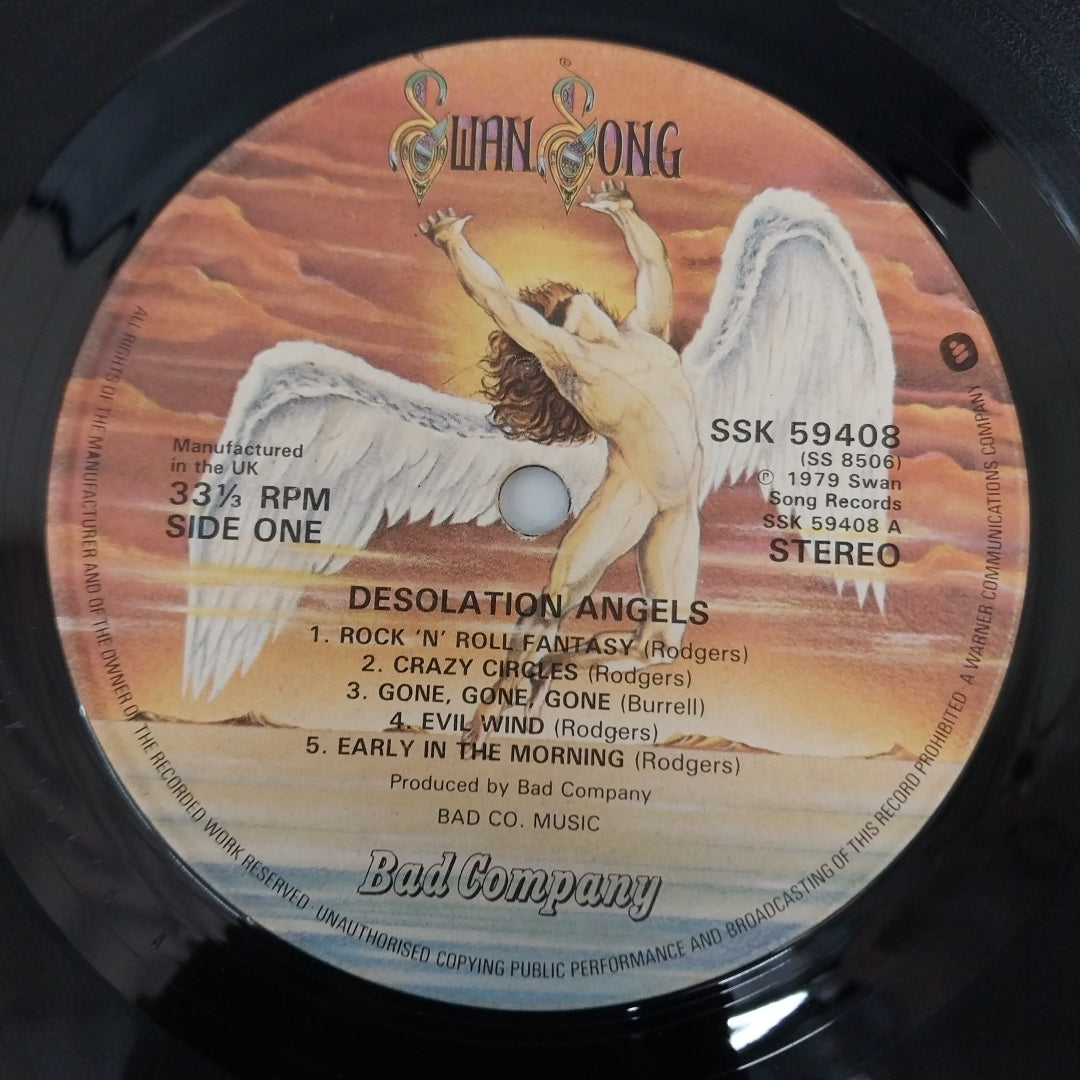 SWAN SONG
Manufactured
in the UK
33⅓ RPM
SIDE ONE
SSK 59408
(SS 8506)
℗ 1979 Swan
Song Records
SSK 59408 A
STEREO
DESOLATION ANGELS
1. ROCK 'N' ROLL FANTASY (Rodgers)
2. CRAZY CIRCLES (Rodgers)
3. GONE, GONE, GONE (Burrell)
4. EVIL WIND (Rodgers)
5. EARLY IN THE MORNING (Rodgers)
Produced by Bad Company
BAD CO. MUSIC
Bad Company
ALL RIGHTS OF THE MANUFACTURER AND OF THE OWNER OF THE RECORDED WORK RESERVED UNAUTHORISED COPYING PUBLIC PERFORMANCE AND BROADCASTING OF THIS RECORD PROHIBITED A WARNER COMMUNICATIONS COMPANY